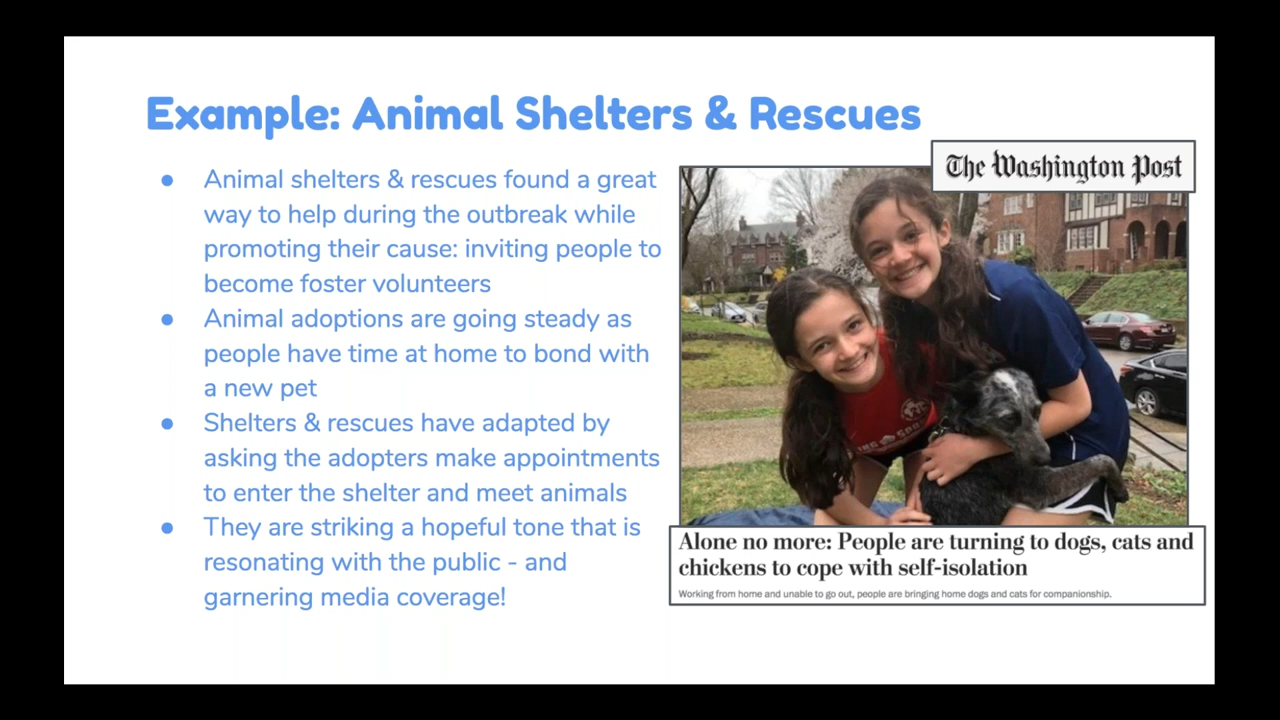 Example: Animal Shelters & Rescues
● Animal shelters & rescues found a great
way to help during the outbreak while
promoting their cause: inviting people to
become foster volunteers
● Animal adoptions are going steady as
people have time at home to bond with
a new pet
● Shelters & rescues have adapted by
asking the adopters make appointments
to enter the shelter and meet animals
● They are striking a hopeful tone that is
resonating with the public - and
garnering media coverage!
The Washington Post
Alone no more: People are turning to dogs, cats and
chickens to cope with self-isolation
Working from home and unable to go out, people are bringing home dogs and cats for companionship.